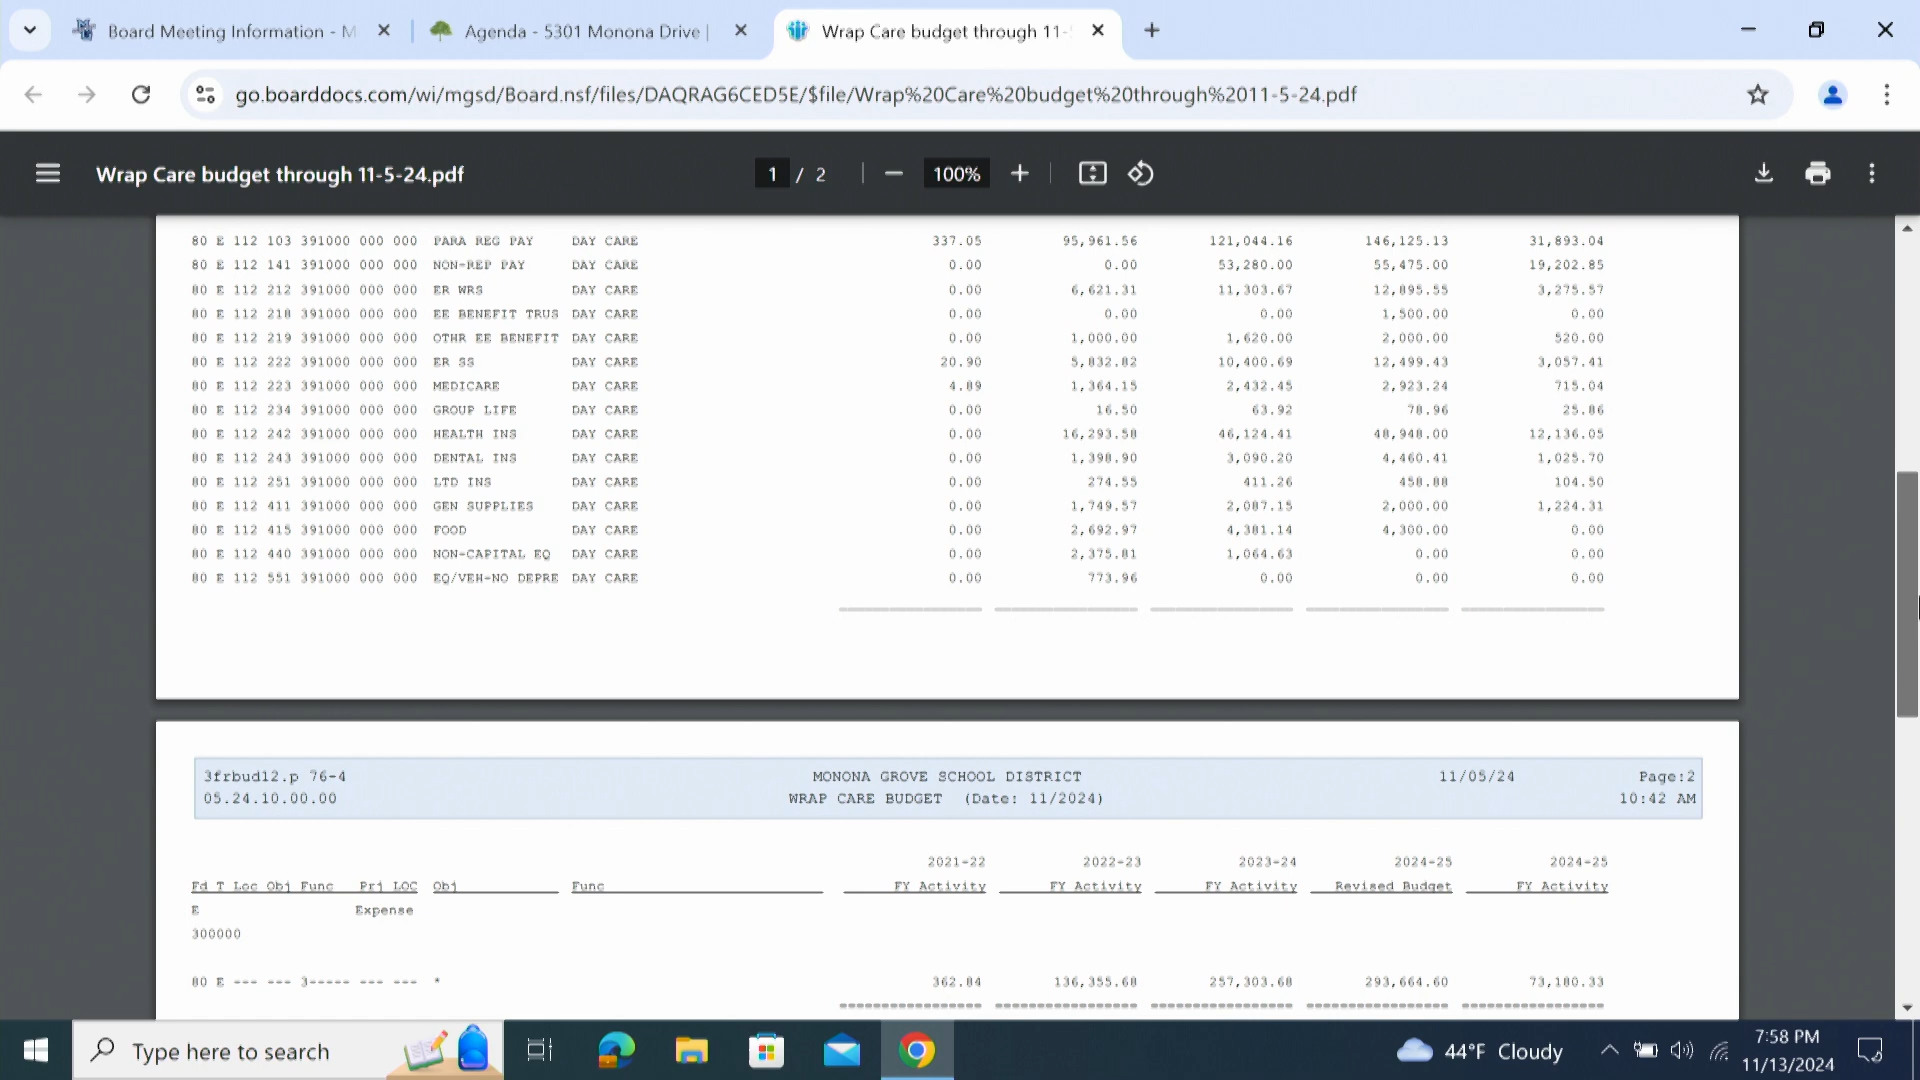 Board Meeting Information - M
Agenda - 5301 Monona Drive |
Wrap Care budget through 11-
go.boarddocs.com/wi/mgsd/Board.nsf/files/DAQRAG6CED5E/$file/Wrap%20Care%20budget%20through%2011-5-24.pdf
Wrap Care budget through 11-5-24.pdf 1 / 2 100%
80 E 112 103 391000 000 000 PARA REG PAY DAY CARE 337.05 95,961.56 121,044.16 146,125.13 31,893.04
80 E 112 141 391000 000 000 NON-REP PAY DAY CARE 0.00 0.00 53,280.00 55,475.00 19,202.85
80 E 112 212 391000 000 000 ER WRS DAY CARE 0.00 6,621.31 11,303.67 12,895.55 3,275.57
80 E 112 218 391000 000 000 EE BENEFIT TRUS DAY CARE 0.00 0.00 0.00 1,500.00 0.00
80 E 112 219 391000 000 000 OTHR EE BENEFIT DAY CARE 0.00 1,000.00 1,620.00 2,000.00 520.00
80 E 112 222 391000 000 000 ER SS DAY CARE 20.90 5,832.82 10,400.69 12,499.43 3,057.41
80 E 112 223 391000 000 000 MEDICARE DAY CARE 4.89 1,364.15 2,432.45 2,923.24 715.04
80 E 112 234 391000 000 000 GROUP LIFE DAY CARE 0.00 16.50 63.92 78.96 25.86
80 E 112 242 391000 000 000 HEALTH INS DAY CARE 0.00 16,293.58 46,124.41 48,948.00 12,136.05
80 E 112 243 391000 000 000 DENTAL INS DAY CARE 0.00 1,398.90 3,090.20 4,460.41 1,025.70
80 E 112 251 391000 000 000 LTD INS DAY CARE 0.00 274.55 411.26 458.88 104.50
80 E 112 411 391000 000 000 GEN SUPPLIES DAY CARE 0.00 1,749.57 2,087.15 2,000.00 1,224.31
80 E 112 415 391000 000 000 FOOD DAY CARE 0.00 2,692.97 4,381.14 4,300.00 0.00
80 E 112 440 391000 000 000 NON-CAPITAL EQ DAY CARE 0.00 2,375.81 1,064.63 0.00 0.00
80 E 112 551 391000 000 000 EQ/VEH-NO DEPRE DAY CARE 0.00 773.96 0.00 0.00 0.00
3frbud12.p 76-4 MONONA GROVE SCHOOL DISTRICT 11/05/24 Page:2
05.24.10.00.00 WRAP CARE BUDGET (Date: 11/2024) 10:42 AM
2021-22 2022-23 2023-24 2024-25 2024-25
Fd T Loc Obj Func Prj LOC Obj Func FY Activity FY Activity FY Activity Revised Budget FY Activity
E Expense
300000
80 E --- --- 3----- --- --- * 362.84 136,355.68 257,303.68 293,664.60 73,180.33
Type here to search
44°F Cloudy
7:58 PM
11/13/2024